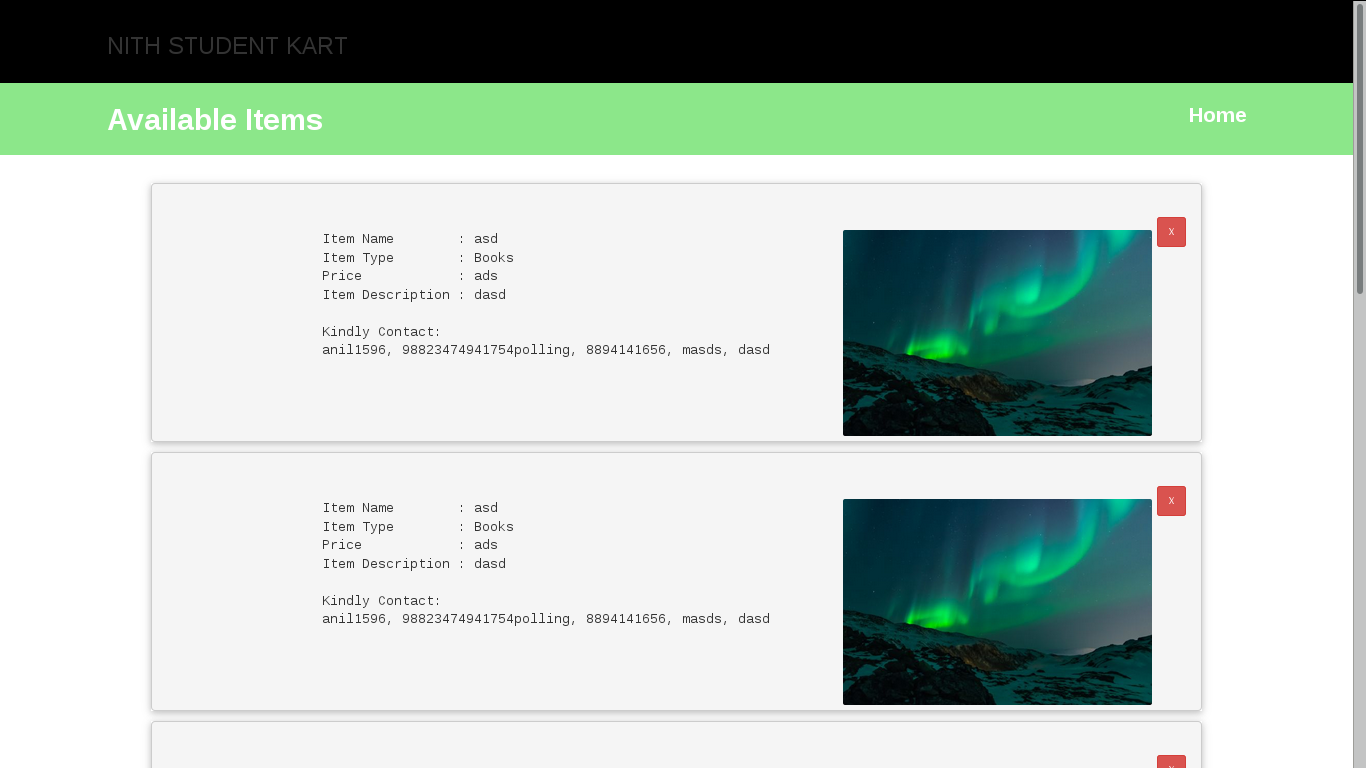 NITH STUDENT KART
Available Items
Home
X
Item Name        : asd
Item Type        : Books
Price            : ads
Item Description : dasd
Kindly Contact:
anil1596, 98823474941754polling, 8894141656, masds, dasd
X
Item Name        : asd
Item Type        : Books
Price            : ads
Item Description : dasd
Kindly Contact:
anil1596, 98823474941754polling, 8894141656, masds, dasd
X